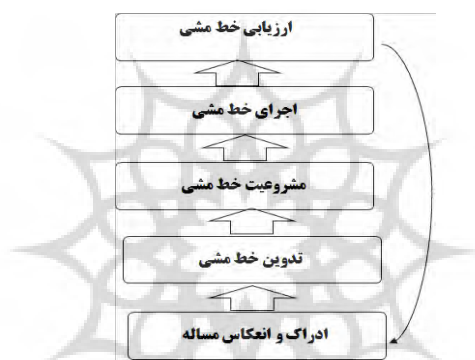 ارزیابی خط مشی
اجرای خط مشی
مشروعیت خط مشی
تدوین خط مشی
ادراک و انعکاس مساله